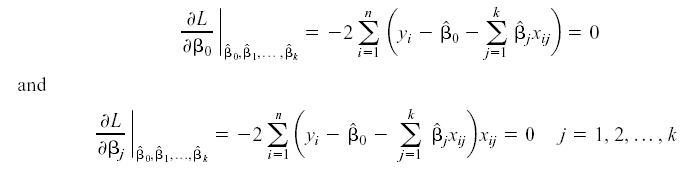 ∂L/∂β₀ |β̂₀,β̂₁,...,β̂ₖ = −2 ∑ᵢ₌₁ⁿ (yᵢ − β̂₀ − ∑ⱼ₌₁ᵏ β̂ⱼxᵢⱼ) = 0
and
∂L/∂βⱼ |β̂₀,β̂₁,...,β̂ₖ = −2 ∑ᵢ₌₁ⁿ (yᵢ − β̂₀ − ∑ⱼ₌₁ᵏ β̂ⱼxᵢⱼ)xᵢⱼ = 0 j = 1, 2, ..., k